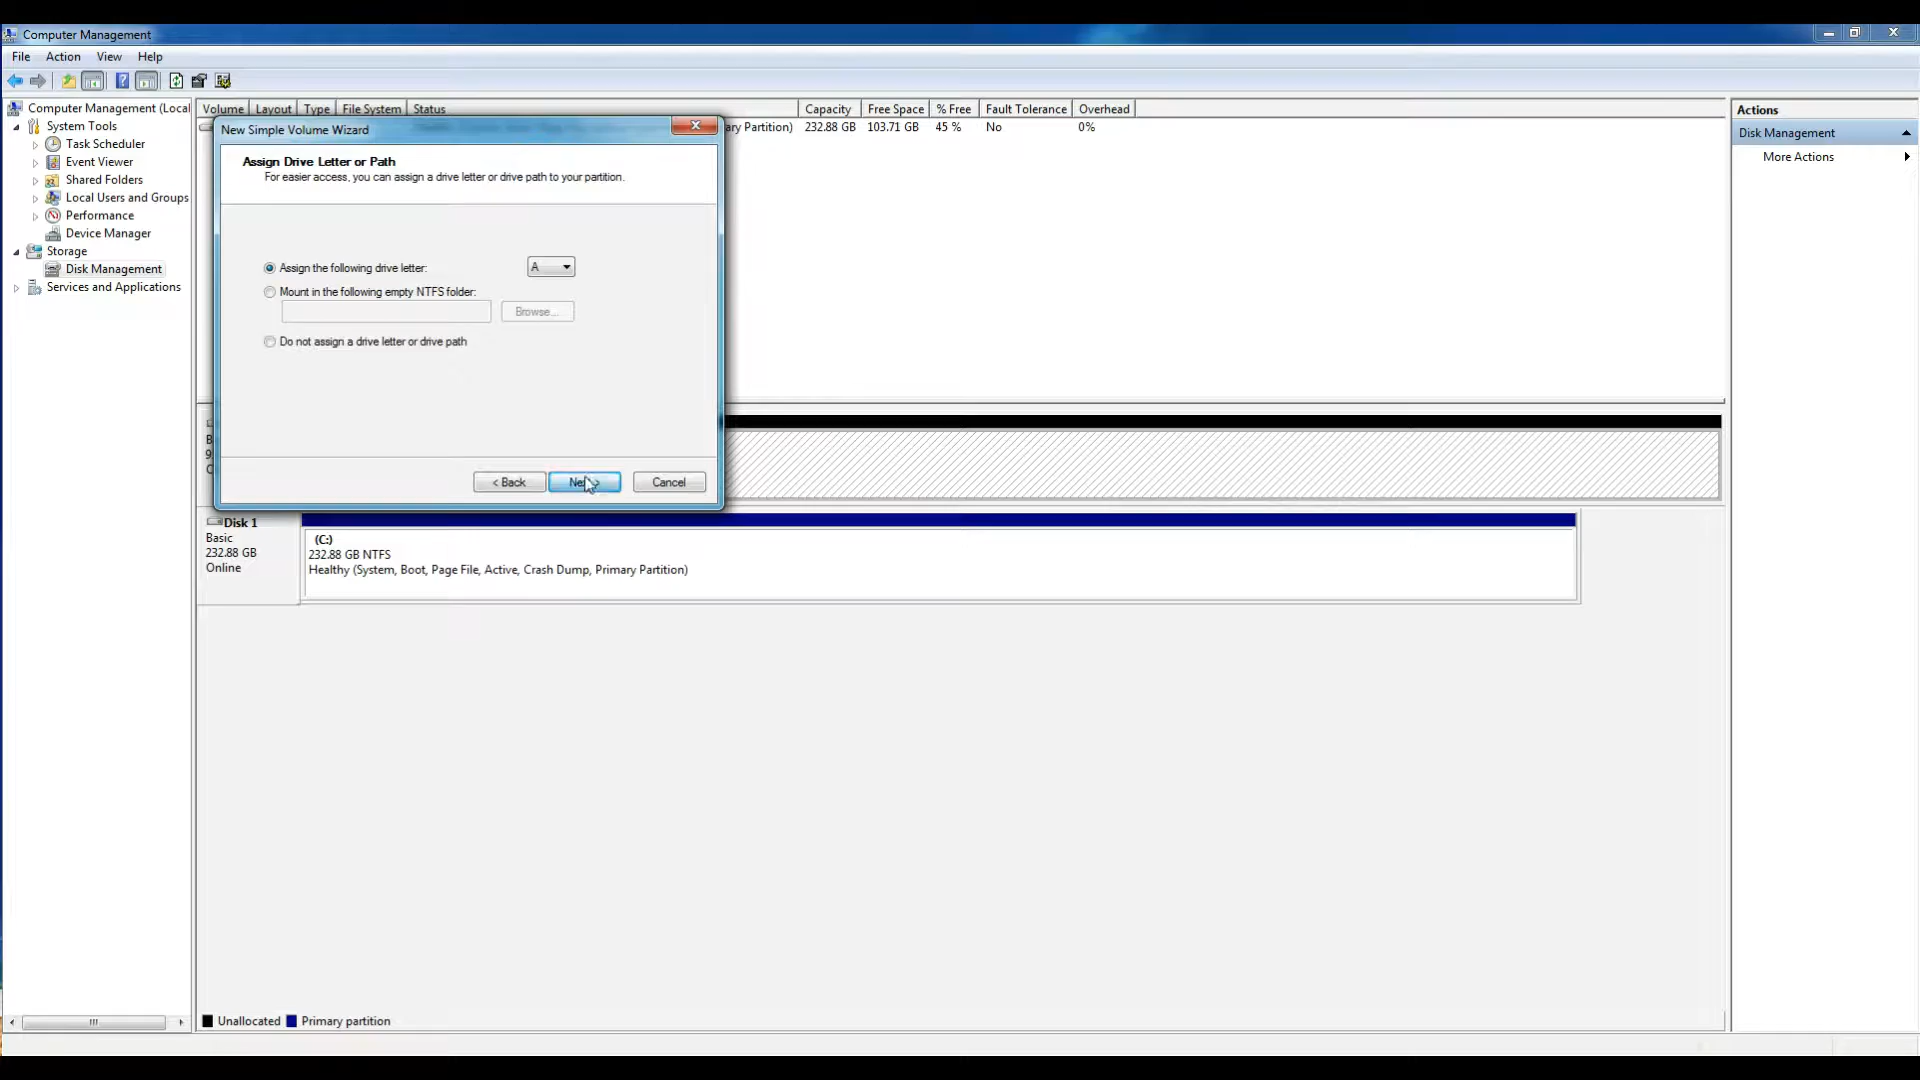 Computer Management
File Action View Help
Computer Management (Local
System Tools
Task Scheduler
Event Viewer
Shared Folders
Local Users and Groups
Performance
Device Manager
Storage
Disk Management
Services and Applications
Volume Layout Type File System Status Capacity Free Space % Free Fault Tolerance Overhead
ary Partition) 232.88 GB 103.71 GB 45 % No 0%
New Simple Volume Wizard
Assign Drive Letter or Path
For easier access, you can assign a drive letter or drive path to your partition.
Assign the following drive letter: A
Mount in the following empty NTFS folder:
Browse...
Do not assign a drive letter or drive path
< Back Cancel
Disk 1
Basic
232.88 GB
Online
(C:)
232.88 GB NTFS
Healthy (System, Boot, Page File, Active, Crash Dump, Primary Partition)
Unallocated Primary partition
Actions
Disk Management
More Actions